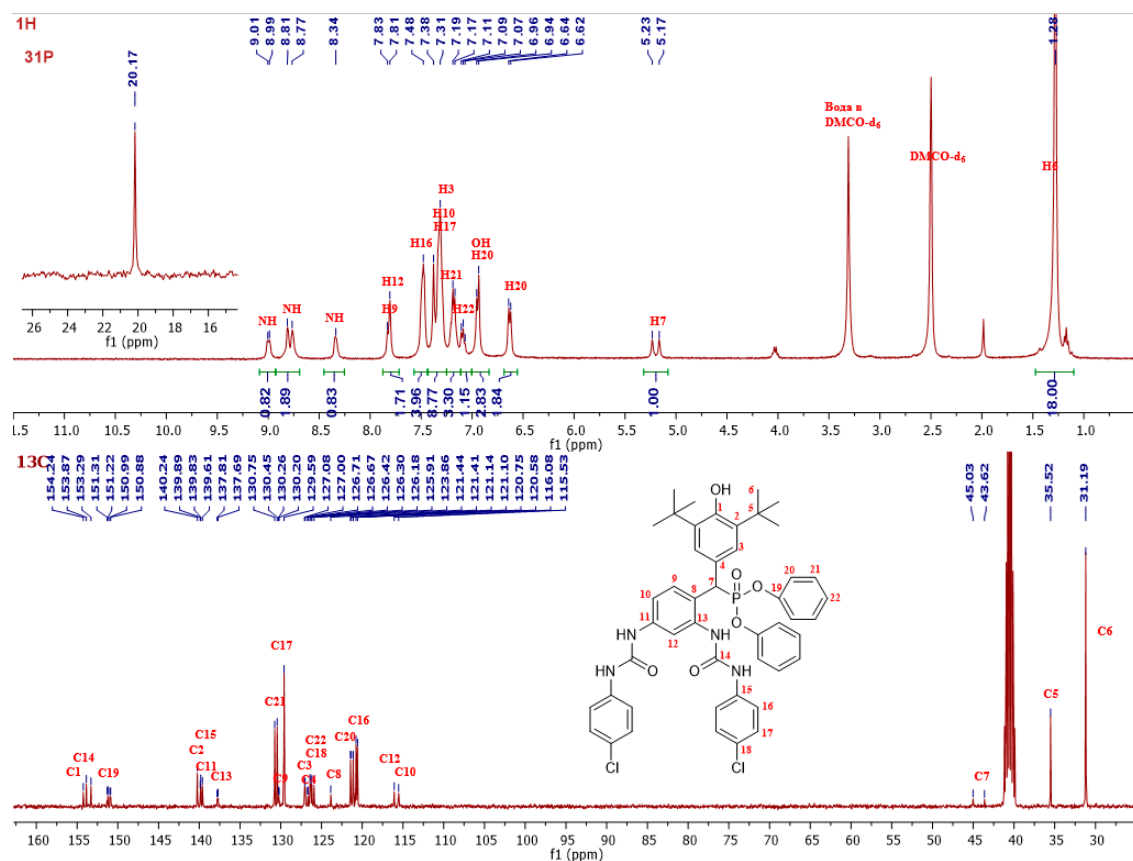 1H
31P
20.17
9.01 8.99 8.81 8.77 8.34 7.83 7.81 7.48 7.38 7.31 7.19 7.17 7.11 7.09 7.07 6.96 6.94 6.64 6.62 5.23 5.17 1.28
Вода в
DMCO-d6
DMCO-d6
H6
H3
H10
H17
H16
OH
H20
H21
H12
H9
H22
H20
NH
NH
NH
H7
26 24 22 20 18 16
f1 (ppm)
0.82 1.89 0.83 1.71 3.96 8.77 3.30 1.15 2.83 1.84 1.00 18.00
1.5 11.0 10.5 10.0 9.5 9.0 8.5 8.0 7.5 7.0 6.5 6.0 5.5 5.0 4.5 4.0 3.5 3.0 2.5 2.0 1.5 1.0 0.5
f1 (ppm)
13C
154.24 153.87 153.29 151.31 151.22 150.99 150.88 140.24 139.89 139.83 139.61 137.81 137.69 130.75 130.45 130.26 130.20 129.59 127.08 127.00 126.71 126.67 126.42 126.30 126.18 125.91 123.86 121.44 121.41 121.14 121.10 120.75 120.58 116.08 115.53 45.03 43.62 35.52 31.19
C17
C21
C14
C1
C19
C15
C2
C11
C13
C9
C22
C18
C3
C4
C8
C16
C20
C12
C10
C7
C5
C6
OH
1 2 3 4 5 6 7 8 9 10 11 12 13 14 15 16 17 18 19 20 21 22
O
P
O
O
HN
NH
HN
O
O
NH
Cl
Cl
160 155 150 145 140 135 130 125 120 115 110 105 100 95 90 85 80 75 70 65 60 55 50 45 40 35 30 25
f1 (ppm)